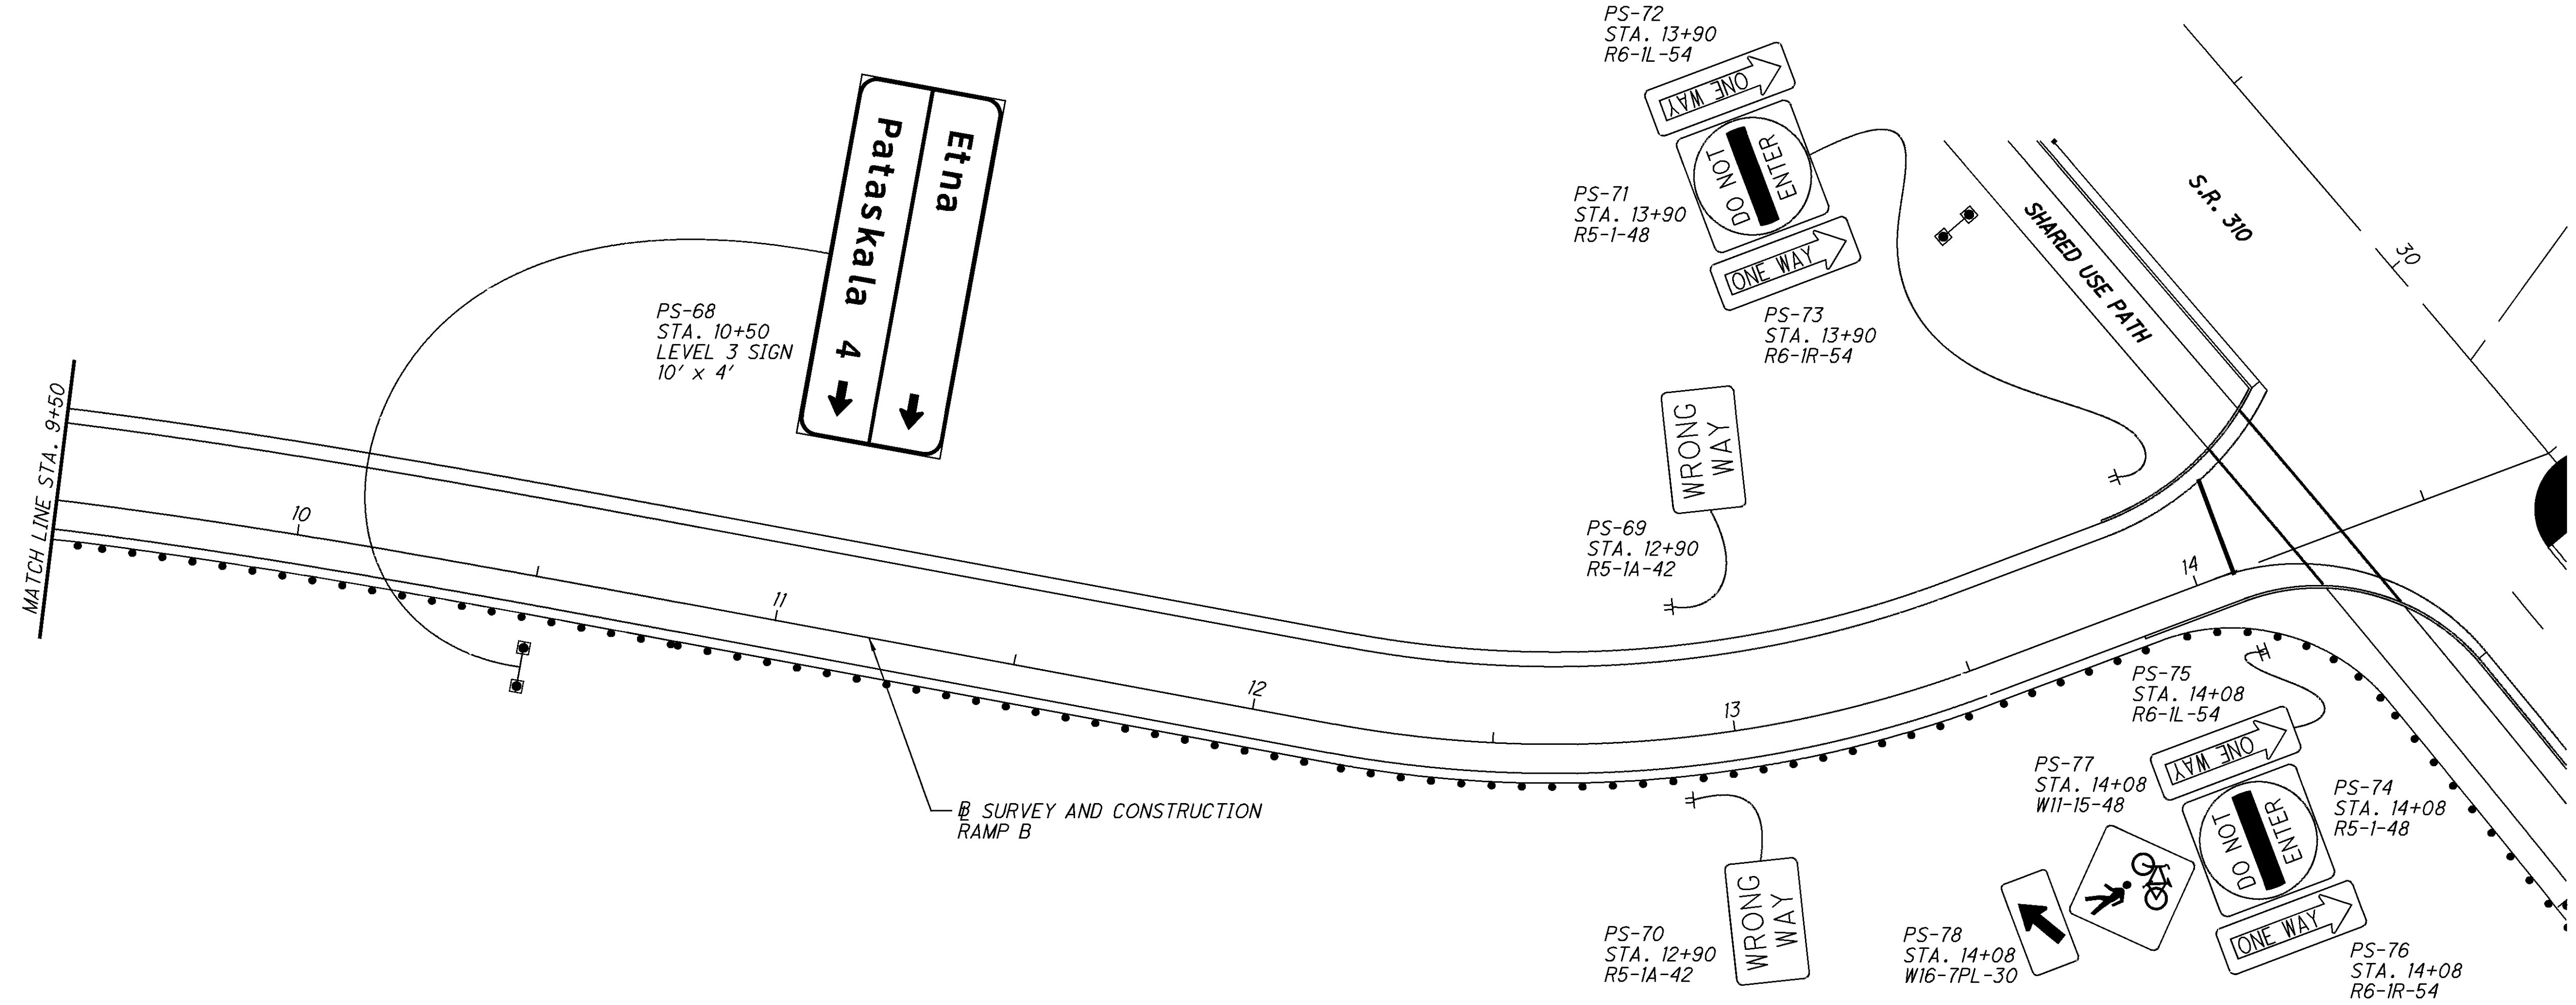 PS-72
STA. 13+90
R6-1L-54
ONE WAY
DO NOT
ENTER
PS-71
STA. 13+90
R5-1-48
ONE WAY
PS-73
STA. 13+90
R6-1R-54
S.R. 310
30
SHARED USE PATH
Etna
Pataskala 4
PS-68
STA. 10+50
LEVEL 3 SIGN
10' x 4'
MATCH LINE STA. 9+50
10
11
12
13
14
WRONG
WAY
PS-69
STA. 12+90
R5-1A-42
BL SURVEY AND CONSTRUCTION
RAMP B
WRONG
WAY
PS-70
STA. 12+90
R5-1A-42
PS-75
STA. 14+08
R6-1L-54
ONE WAY
PS-77
STA. 14+08
W11-15-48
DO NOT
ENTER
PS-74
STA. 14+08
R5-1-48
PS-78
STA. 14+08
W16-7PL-30
ONE WAY
PS-76
STA. 14+08
R6-1R-54